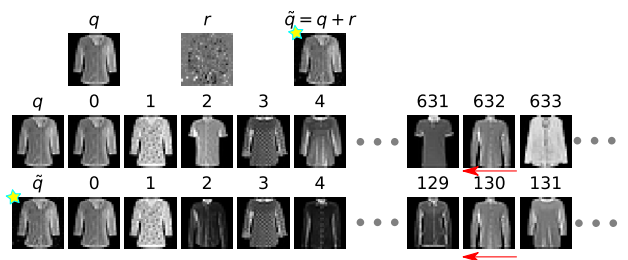 q r q̃ = q + r
q 0 1 2 3 4 631 632 633
q̃ 0 1 2 3 4 129 130 131